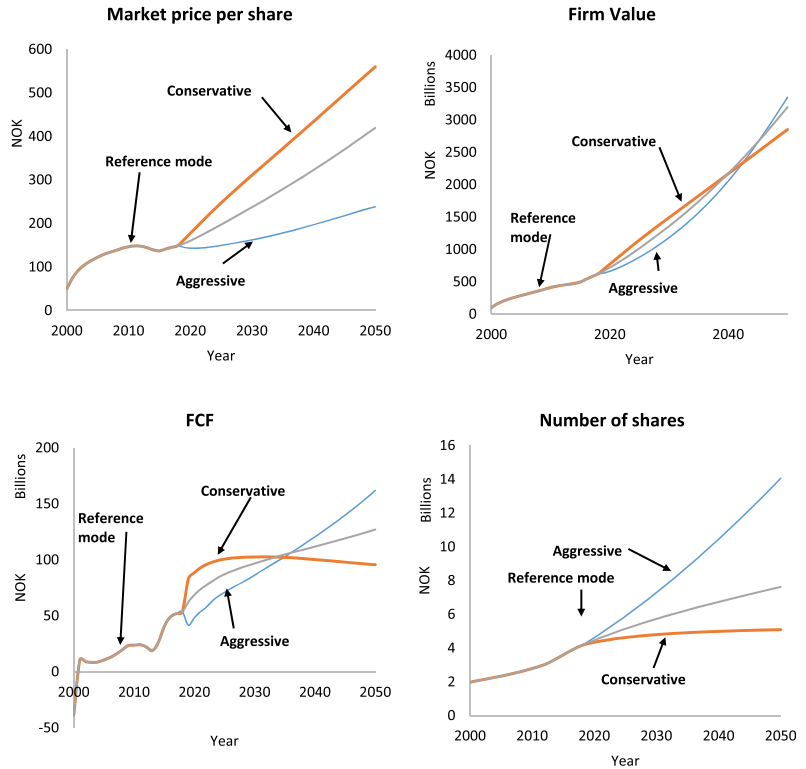 Market price per share
600
500
400
300
200
100
0
NOK
Conservative
Reference mode
Aggressive
2000 2010 2020 2030 2040 2050
Year
Firm Value
Billions
NOK
4000
3500
3000
2500
2000
1500
1000
500
0
Conservative
Reference
mode
Aggressive
2000 2020 2040
Year
FCF
Billions
NOK
200
150
100
50
0
-50
Conservative
Reference
mode
Aggressive
2000 2010 2020 2030 2040 2050
Year
Number of shares
Billions
NOK
16
14
12
10
8
6
4
2
0
Aggressive
Reference mode
Conservative
2000 2010 2020 2030 2040 2050
Year